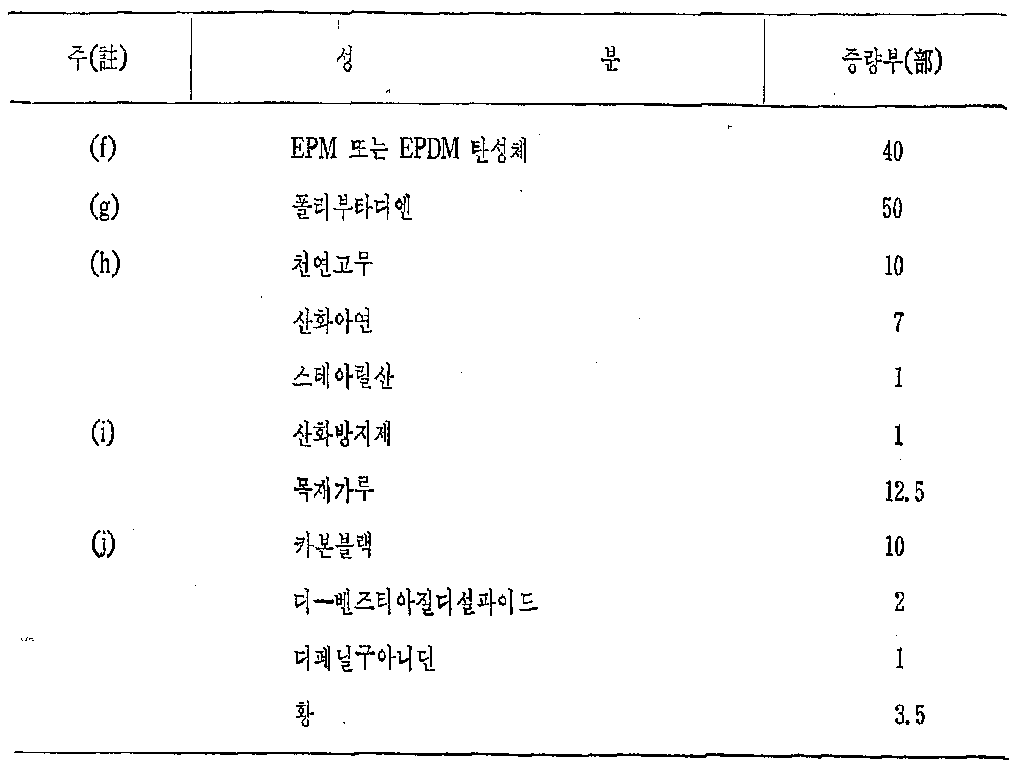 주(註) 성 분 증량부(部)
(f) EPM 또는 EPDM 탄성체 40
(g) 폴리부타디엔 50
(h) 천연고무 10
산화아연 7
스테아릴산 1
(i) 산화방지재 1
목재가루 12.5
(j) 카본블랙 10
디—벤즈티아질디설파이드 2
디페닐구아니딘 1
황 3.5